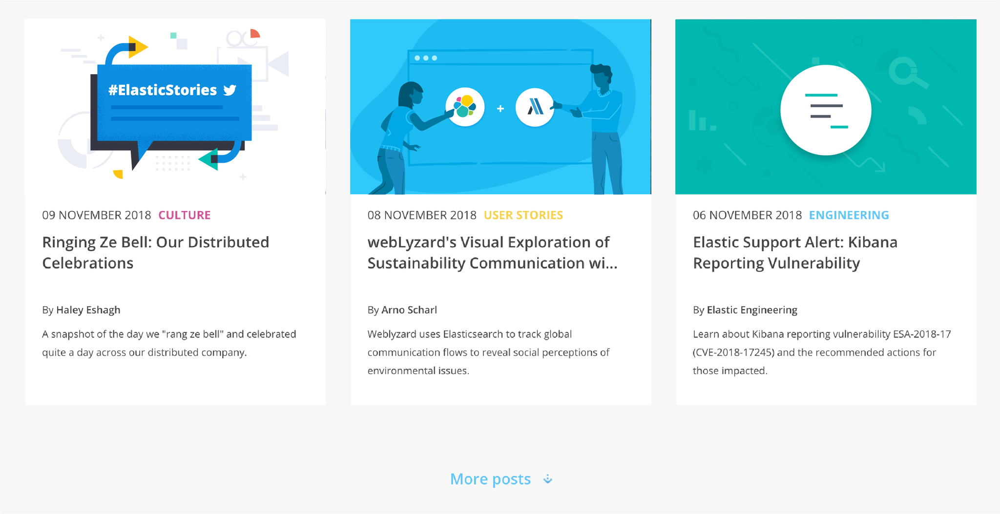 #ElasticStories
09 NOVEMBER 2018 CULTURE
Ringing Ze Bell: Our Distributed
Celebrations
By Haley Eshagh
A snapshot of the day we "rang ze bell" and celebrated
quite a day across our distributed company.
+
08 NOVEMBER 2018 USER STORIES
webLyzard's Visual Exploration of
Sustainability Communication wi...
By Arno Scharl
Weblyzard uses Elasticsearch to track global
communication flows to reveal social perceptions of
environmental issues.
06 NOVEMBER 2018 ENGINEERING
Elastic Support Alert: Kibana
Reporting Vulnerability
By Elastic Engineering
Learn about Kibana reporting vulnerability ESA-2018-17
(CVE-2018-17245) and the recommended actions for
those impacted.
More posts